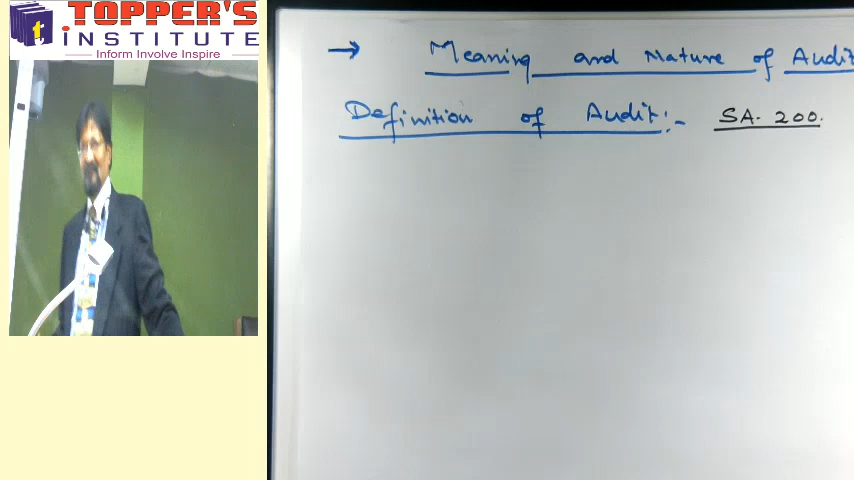 TOPPER'S
t
iNSTITUTE
Inform Involve Inspire
→ Meaning and Nature of Audit
Definition of Audit:- SA. 200.